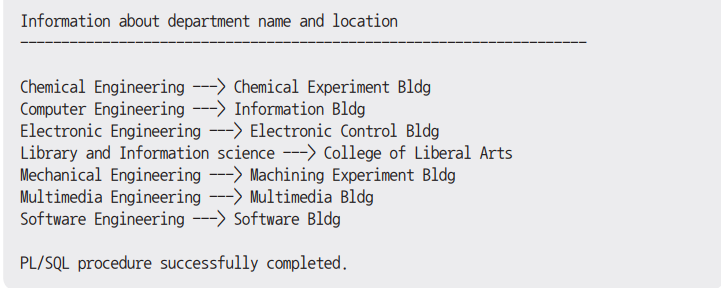 Information about department name and location
---------------------------------------------------------------------
Chemical Engineering ---> Chemical Experiment Bldg
Computer Engineering ---> Information Bldg
Electronic Engineering ---> Electronic Control Bldg
Library and Information science ---> College of Liberal Arts
Mechanical Engineering ---> Machining Experiment Bldg
Multimedia Engineering ---> Multimedia Bldg
Software Engineering ---> Software Bldg
PL/SQL procedure successfully completed.